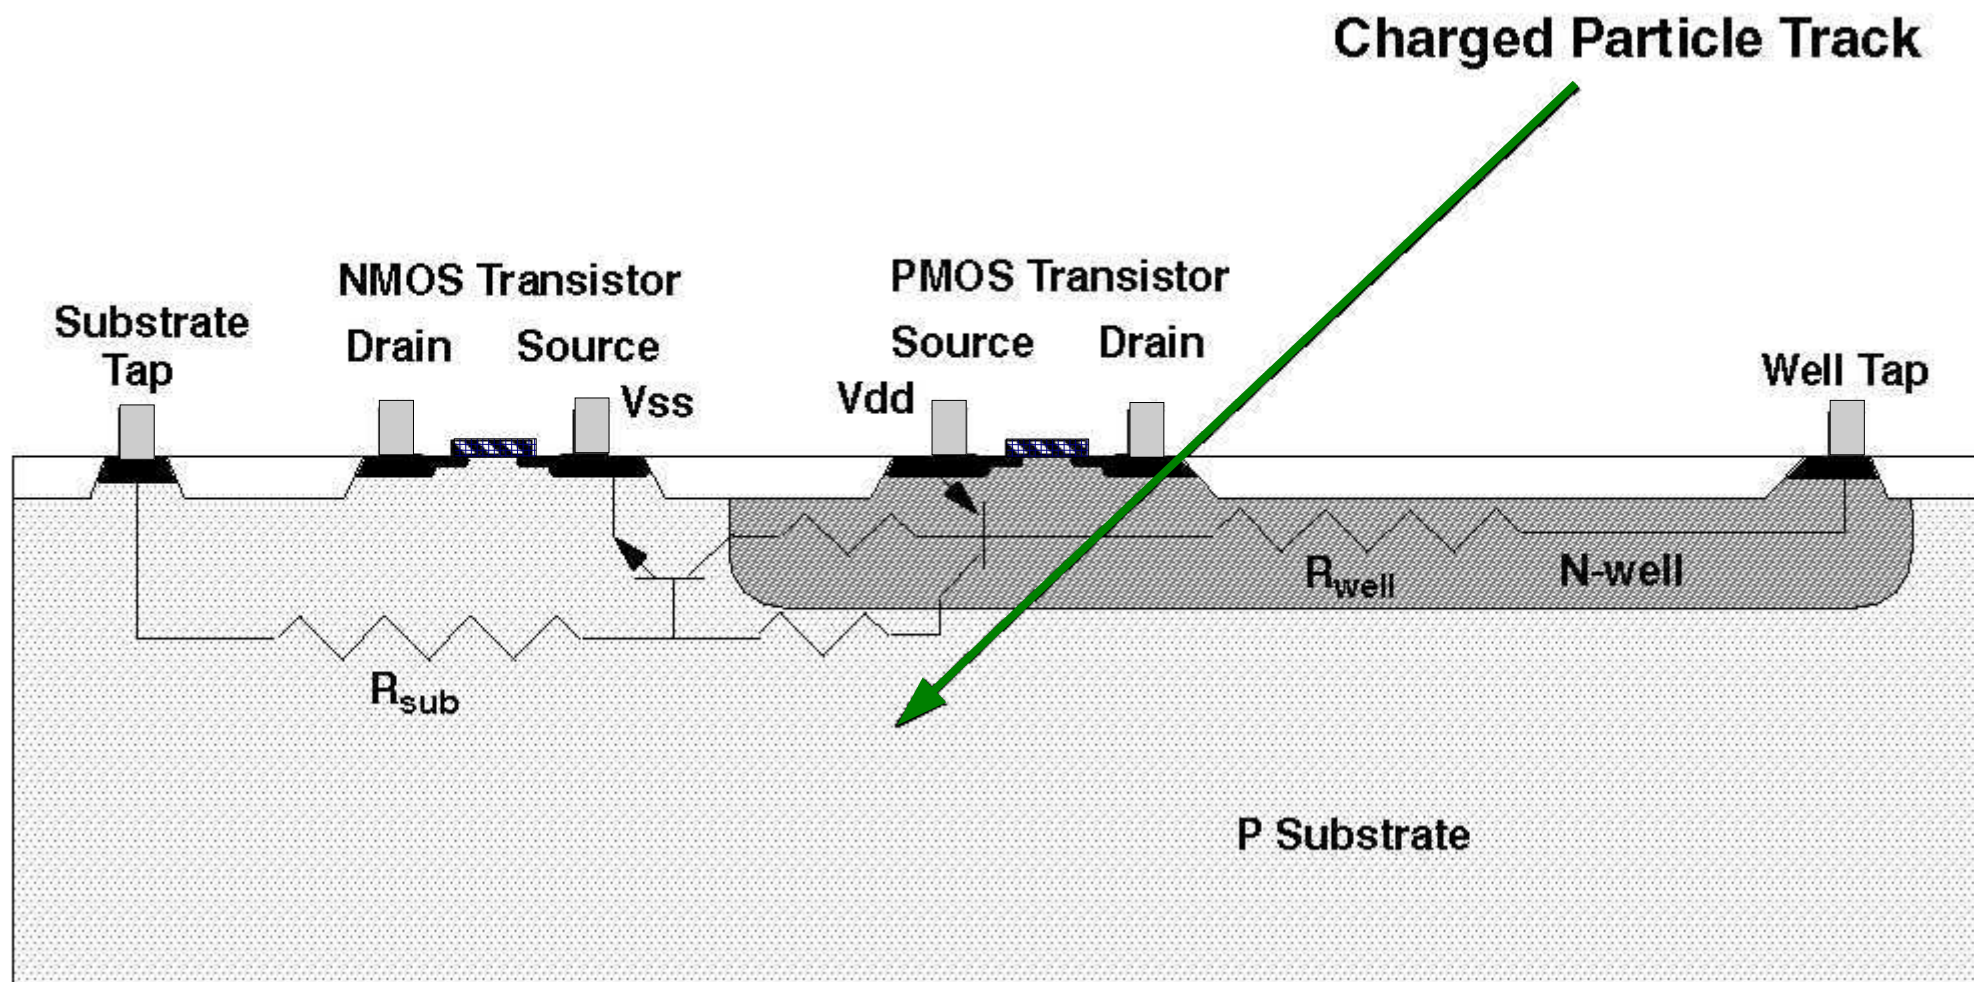 Charged Particle Track
NMOS Transistor
PMOS Transistor
Substrate
Tap
Drain
Source
Source
Drain
Well Tap
Vss
Vdd
Rwell
N-well
Rsub
P Substrate